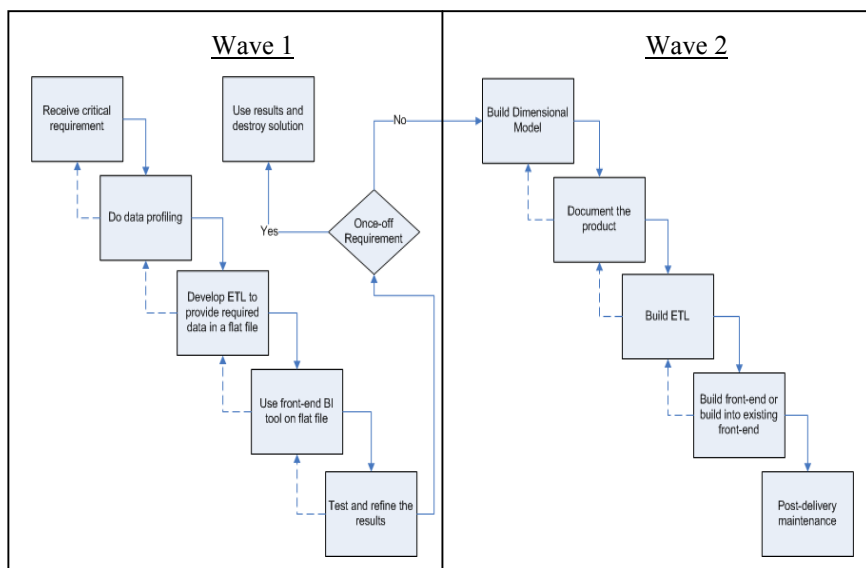 Wave 1
Receive critical
requirement
Use results and
destroy solution
Do data profiling
Yes
Once-off
Requirement
No
Develop ETL to
provide required
data in a flat file
Use front-end BI
tool on flat file
Test and refine the
results
Wave 2
Build Dimensional
Model
Document the
product
Build ETL
Build front-end or
build into existing
front-end
Post-delivery
maintenance